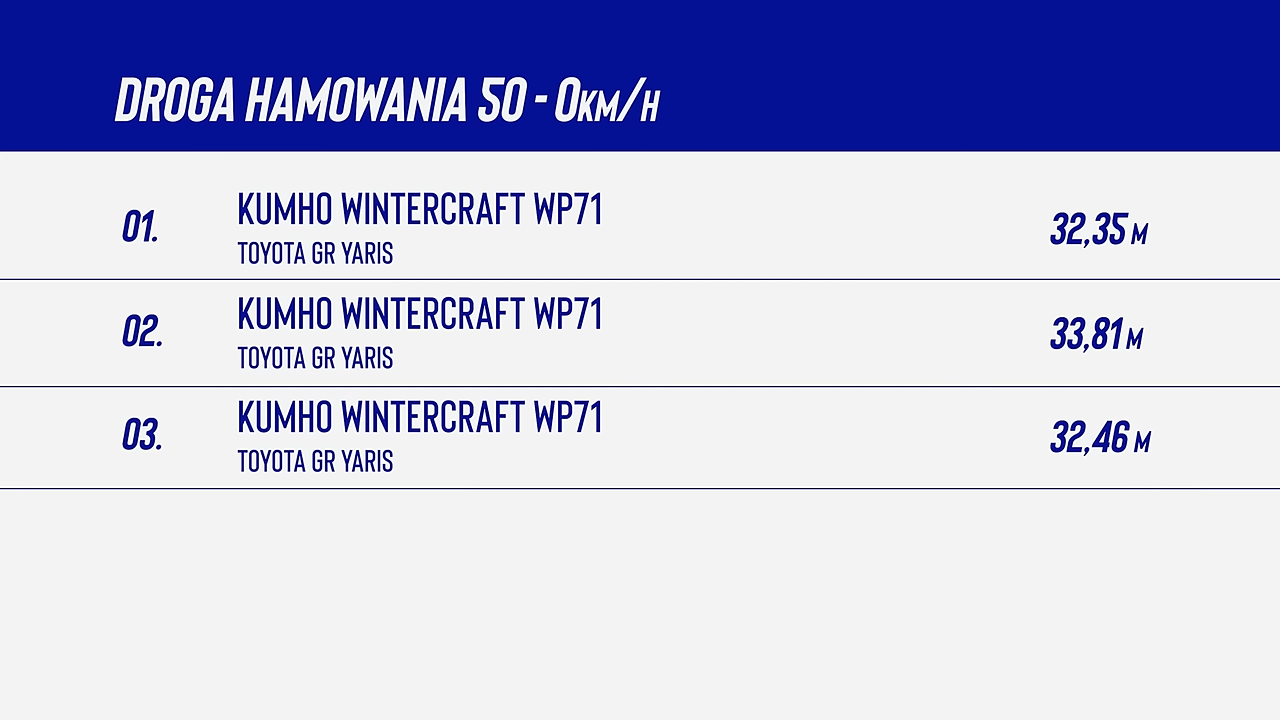 DROGA HAMOWANIA 50 - 0KM/H
01. KUMHO WINTERCRAFT WP71 32,35 M
TOYOTA GR YARIS
02. KUMHO WINTERCRAFT WP71 33,81 M
TOYOTA GR YARIS
03. KUMHO WINTERCRAFT WP71 32,46 M
TOYOTA GR YARIS